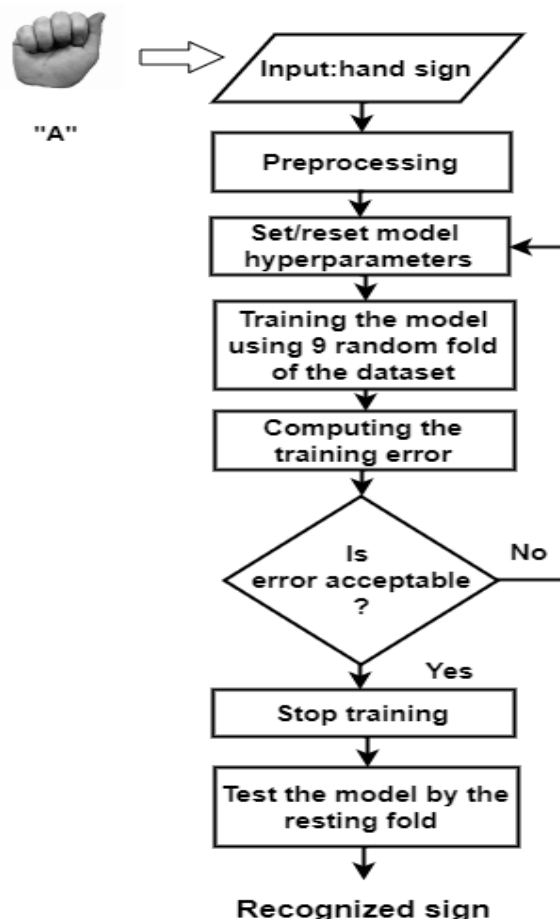 "A"
Input:hand sign
Preprocessing
Set/reset model
hyperparameters
Training the model
using 9 random fold
of the dataset
Computing the
training error
Is
error acceptable
?
No
Yes
Stop training
Test the model by the
resting fold
Recognized sign